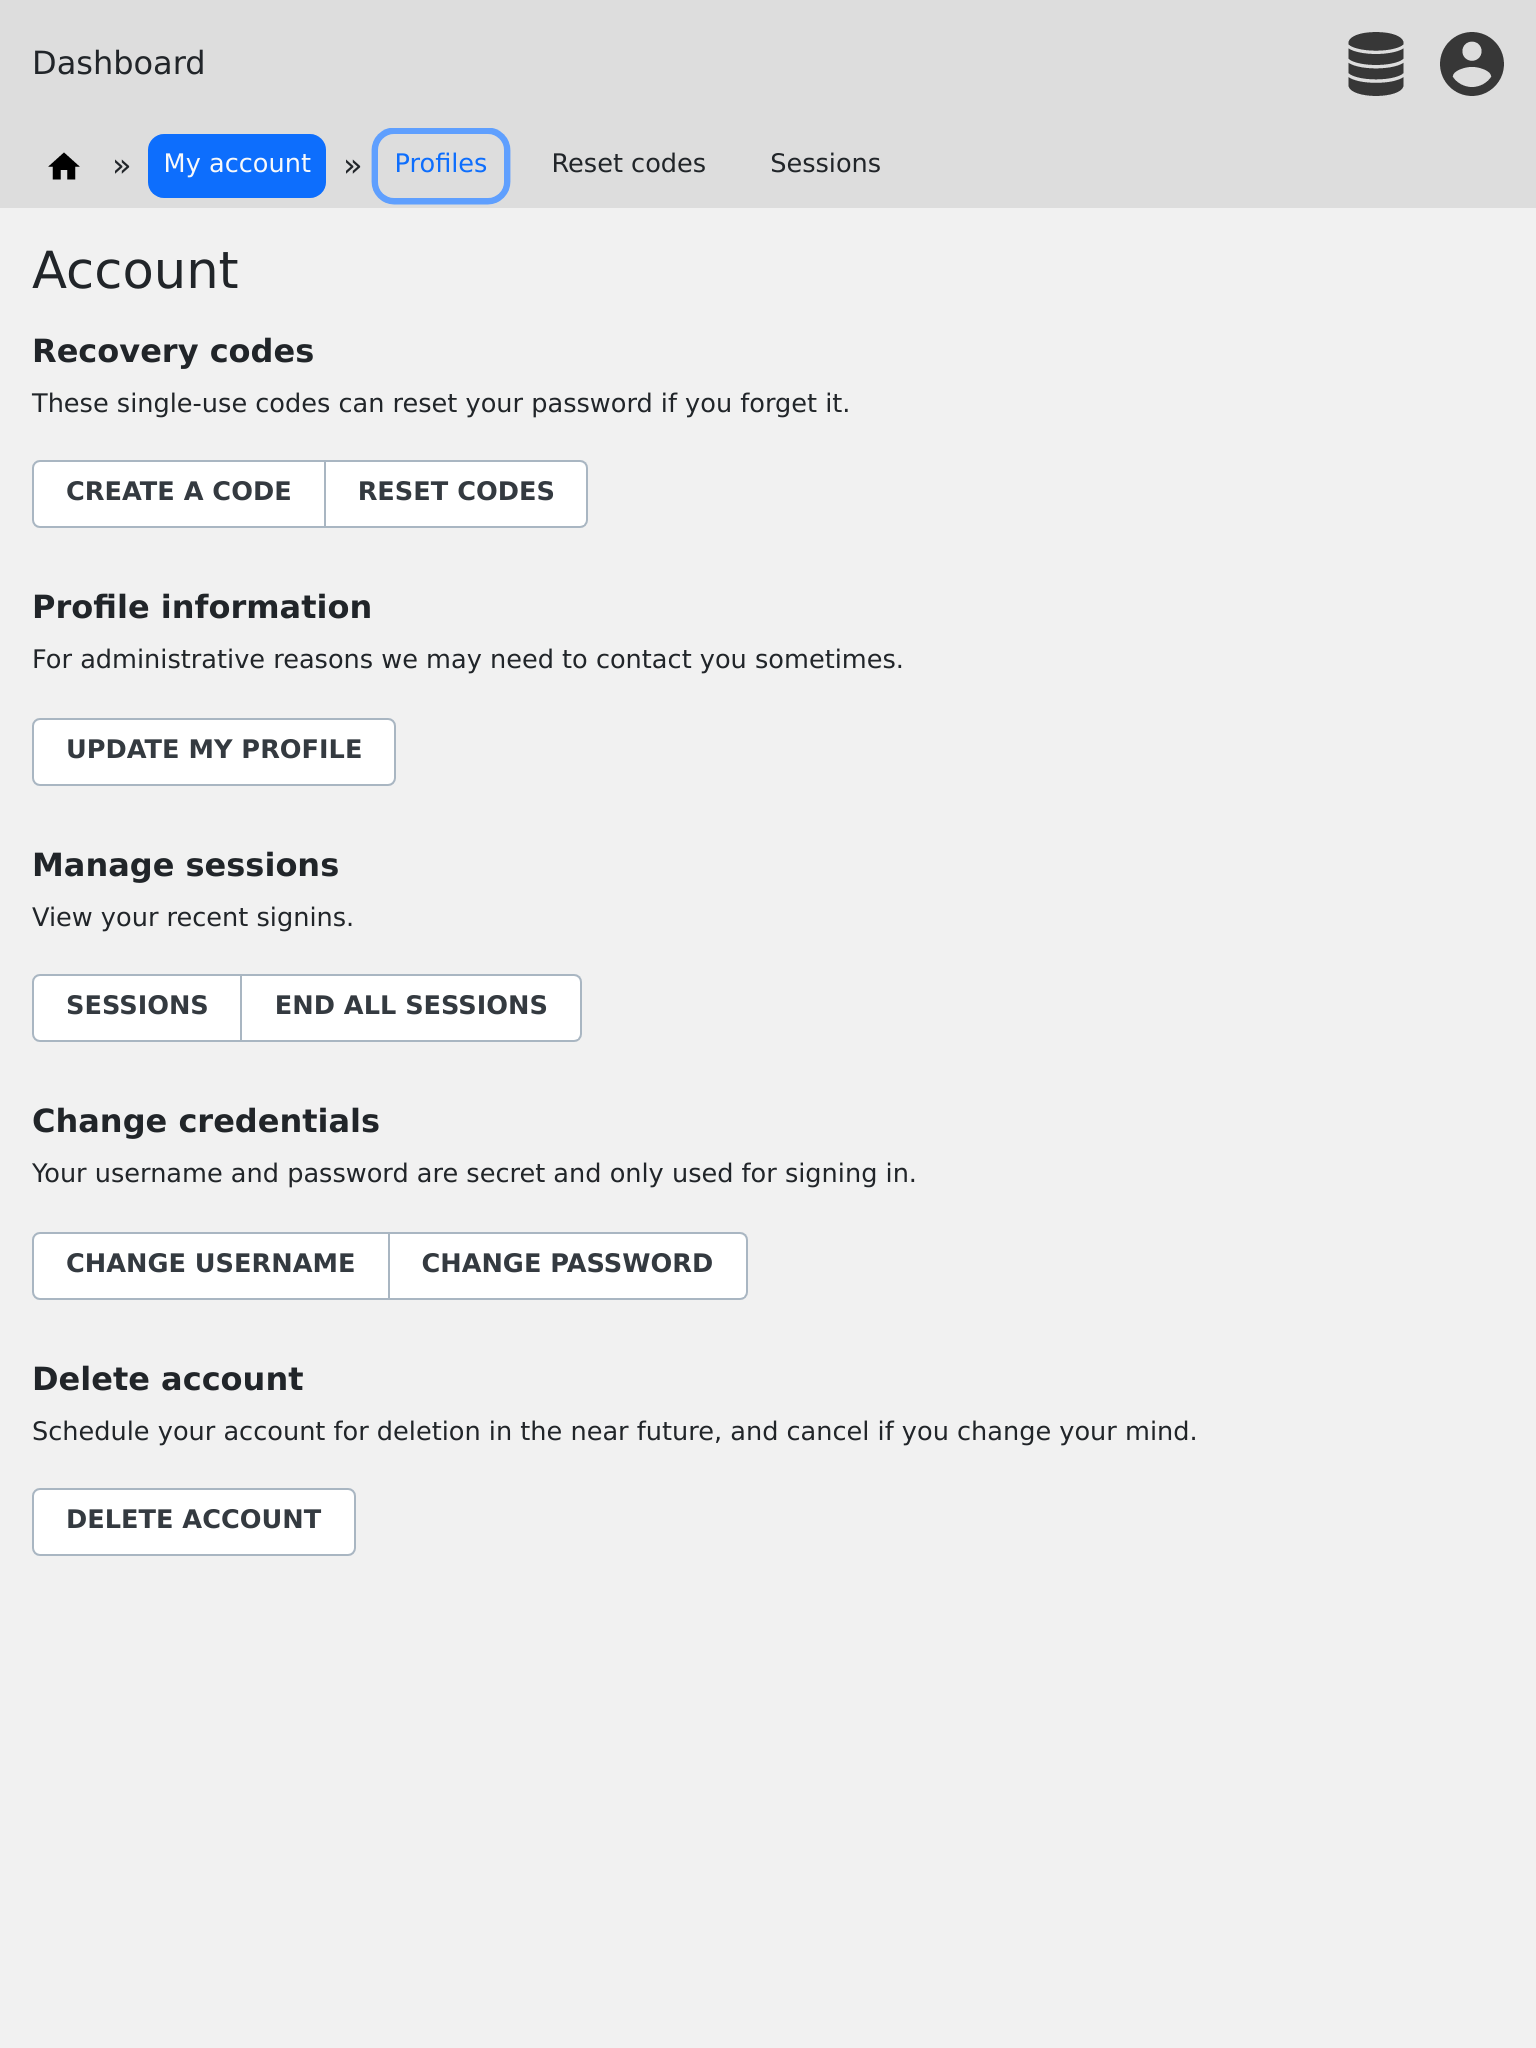 Dashboard
» My account » Profiles Reset codes Sessions
Account
Recovery codes
These single-use codes can reset your password if you forget it.
CREATE A CODE RESET CODES
Profile information
For administrative reasons we may need to contact you sometimes.
UPDATE MY PROFILE
Manage sessions
View your recent signins.
SESSIONS END ALL SESSIONS
Change credentials
Your username and password are secret and only used for signing in.
CHANGE USERNAME CHANGE PASSWORD
Delete account
Schedule your account for deletion in the near future, and cancel if you change your mind.
DELETE ACCOUNT